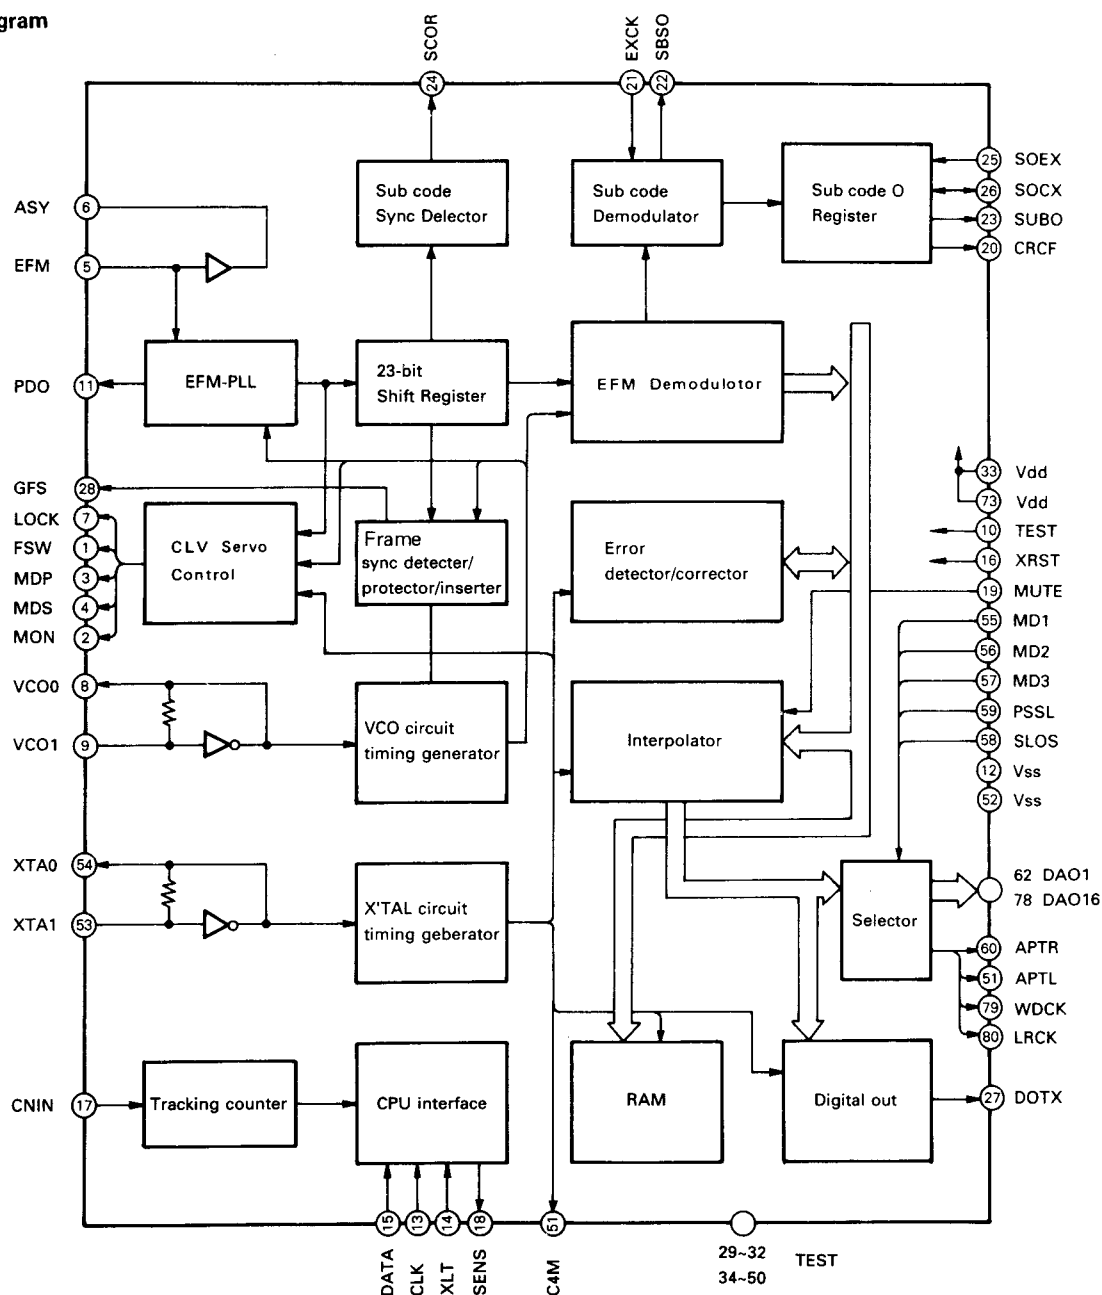 gram
SCOR
EXCK
SBSO
24
21
22
ASY
6
EFM
5
Sub code
Sync Delector
Sub code
Demodulator
Sub code O
Register
25 SOEX
26 SOCX
23 SUBO
20 CRCF
PDO
11
EFM-PLL
23-bit
Shift Register
EFM Demodulotor
GFS
28
LOCK
7
FSW
1
MDP
3
MDS
4
MON
2
CLV Servo
Control
Frame
sync detecter/
protector/inserter
Error
detector/corrector
33 Vdd
73 Vdd
10 TEST
16 XRST
19 MUTE
55 MD1
56 MD2
57 MD3
59 PSSL
58 SLOS
12 Vss
52 Vss
VCO0
8
VCO1
9
VCO circuit
timing generator
Interpolator
XTA0
54
XTA1
53
X'TAL circuit
timing geberator
Selector
62 DAO1
78 DAO16
60 APTR
51 APTL
79 WDCK
80 LRCK
CNIN
17
Tracking counter
CPU interface
RAM
Digital out
27 DOTX
15
13
14
18
51
DATA
CLK
XLT
SENS
C4M
29~32
34~50
TEST